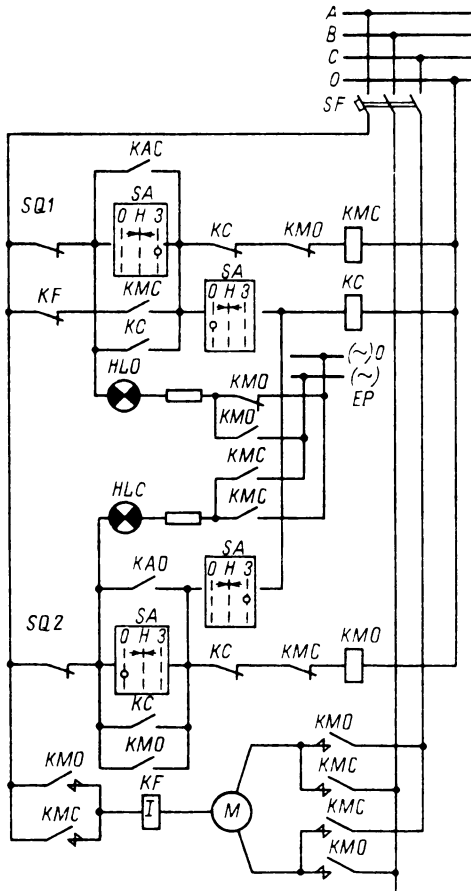 A
B
C
0
SF
KAC
SQ1
SA
0 H 3
KC
KMO
KMC
SA
KF
KMC
0 H 3
KC
KC
(~)0
HLO
KMO
(~)
EP
KMO
KMC
HLC
KMC
SA
KAO
0 H 3
SQ2
SA
0 H 3
KC
KMC
KMO
KC
KMO
KMO
KMO
KF
KMC
KMC
I
M
KMC
KMO